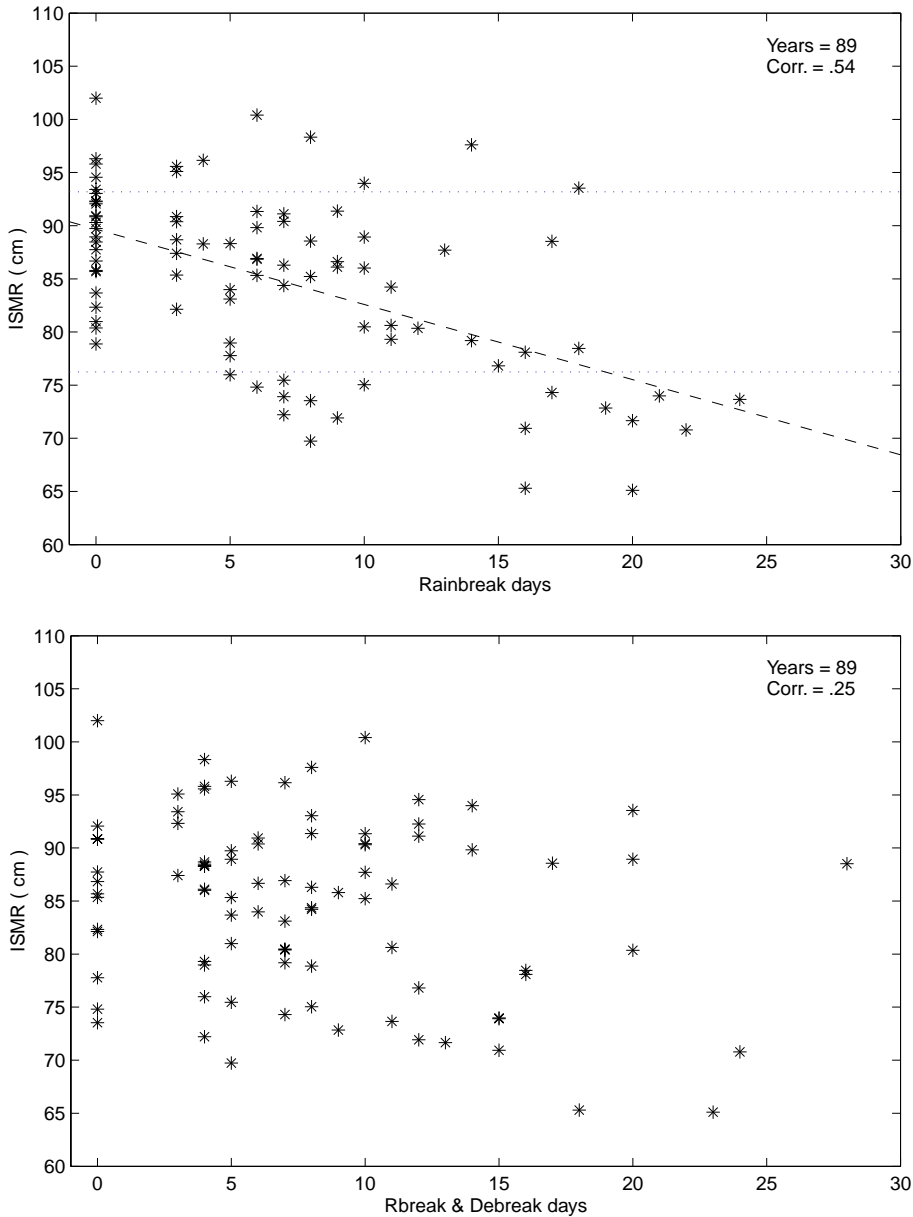 110
105
100
95
90
85
80
75
70
65
60
ISMR ( cm )
Years = 89
Corr. = .54
0 5 10 15 20 25 30
Rainbreak days
110
105
100
95
90
85
80
75
70
65
60
ISMR ( cm )
Years = 89
Corr. = .25
0 5 10 15 20 25 30
Rbreak & Debreak days